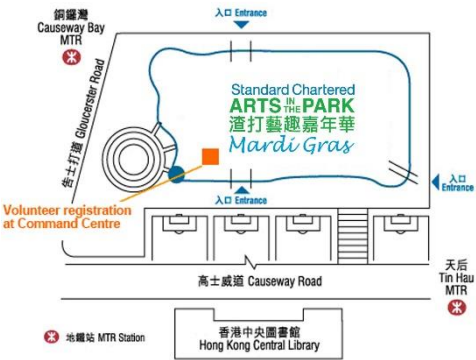 銅鑼灣
Causeway Bay
MTR
入口 Entrance
告士打道 Gloucerster Road
Standard Chartered
ARTS IN THE PARK
渣打藝趣嘉年華
Mardi Gras
入口
Entrance
入口 Entrance
Volunteer registration
at Command Centre
高士威道 Causeway Road
天后
Tin Hau
MTR
地鐵站 MTR Station
香港中央圖書館
Hong Kong Central Library